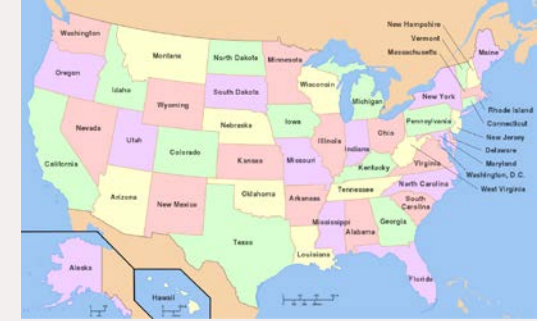 New Hampshire
Vermont
Massachusetts
Washington
Montana
North Dakota
Minnesota
Maine
Oregon
Idaho
Wisconsin
South Dakota
Michigan
New York
Wyoming
Rhode Island
Connecticut
Nebraska
Iowa
Pennsylvania
New Jersey
Nevada
Utah
Colorado
Illinois
Indiana
Ohio
Delaware
Maryland
Washington, D.C.
West Virginia
California
Kansas
Missouri
Kentucky
Virginia
Arizona
New Mexico
Oklahoma
Arkansas
Tennessee
North Carolina
South
Carolina
Texas
Mississippi
Alabama
Georgia
Louisiana
Florida
Alaska
Hawaii